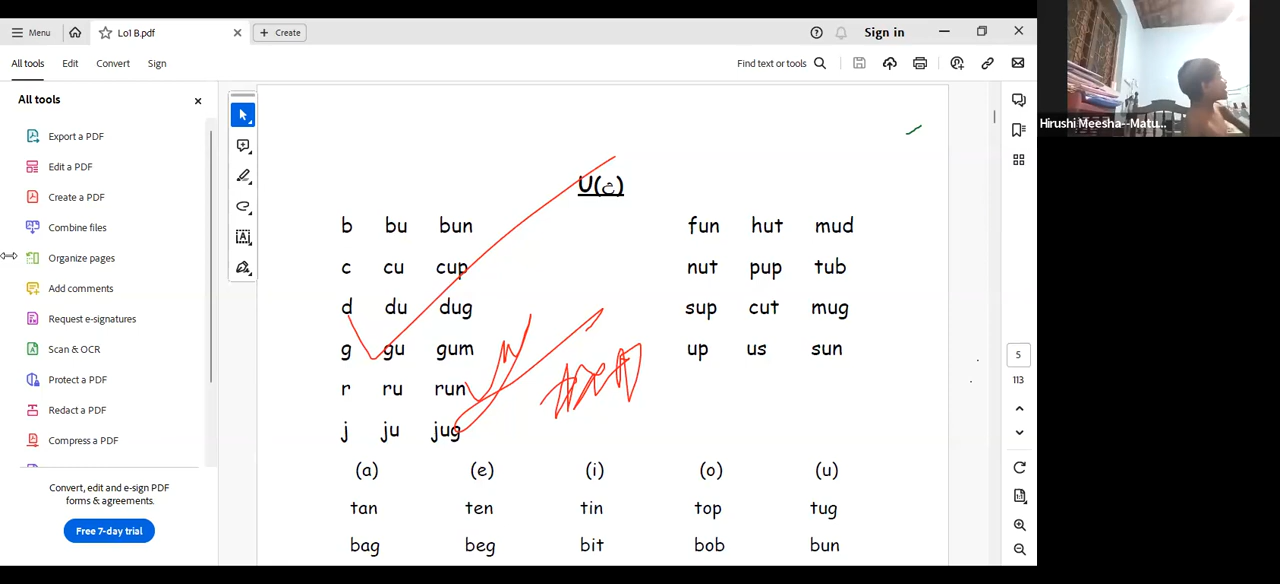 Menu
LoI B.pdf
Create
Sign in
All tools
Edit
Convert
Sign
Find text or tools
All tools
Export a PDF
Edit a PDF
Create a PDF
Combine files
Organize pages
Add comments
Request e-signatures
Scan & OCR
Protect a PDF
Redact a PDF
Compress a PDF
Convert, edit and e-sign PDF
forms & agreements.
Free 7-day trial
U(අ)
b bu bun fun hut mud
c cu cup nut pup tub
d du dug sup cut mug
g gu gum up us sun
r ru run
j ju jug
(a) (e) (i) (o) (u)
tan ten tin top tug
bag beg bit bob bun
5
113
Hirushi Meesha--Matu...